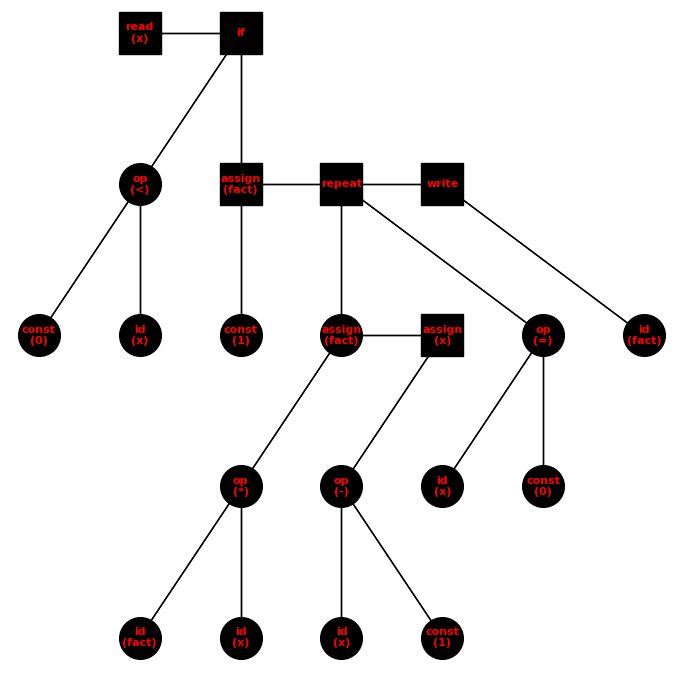 read
(x)
if
op
(<)
assign
(fact)
repeat
write
const
(0)
id
(x)
const
(1)
assign
(fact)
assign
(x)
op
(=)
id
(fact)
op
(*)
op
(-)
id
(x)
const
(0)
id
(fact)
id
(x)
id
(x)
const
(1)